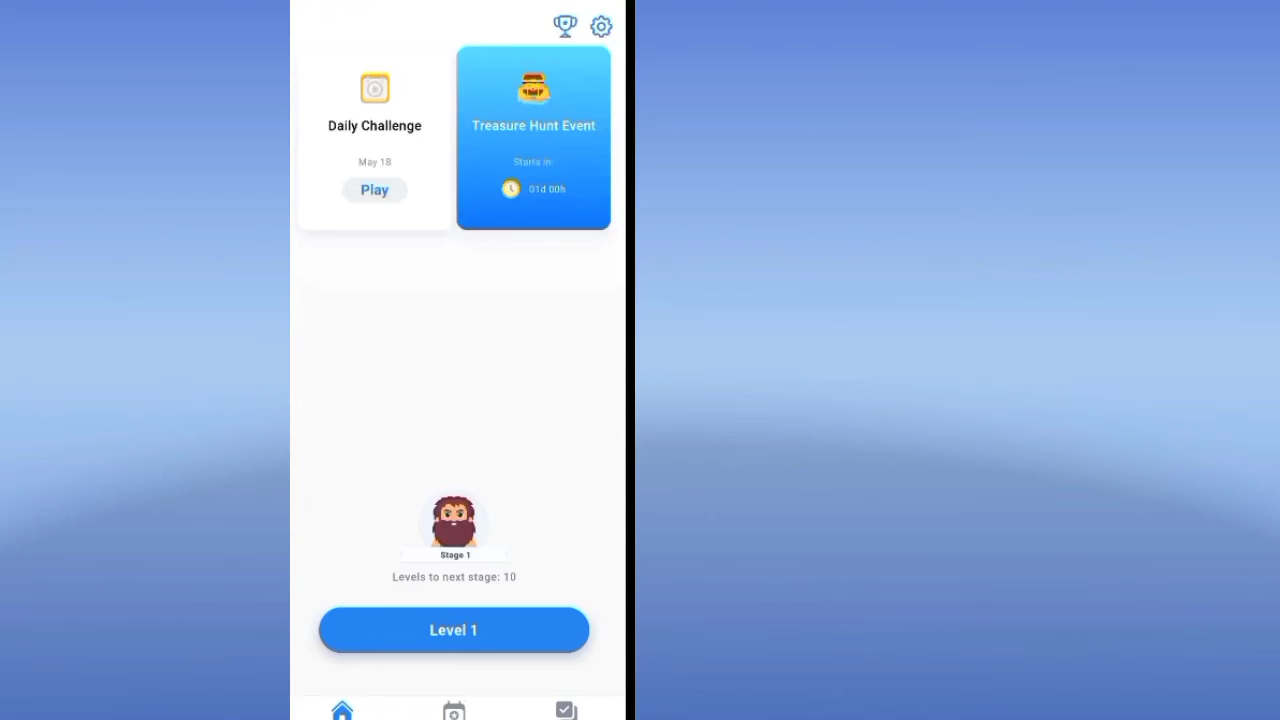 Daily Challenge
May 18
Play
Treasure Hunt Event
Starts in:
01d 00h
Stage 1
Levels to next stage: 10
Level 1